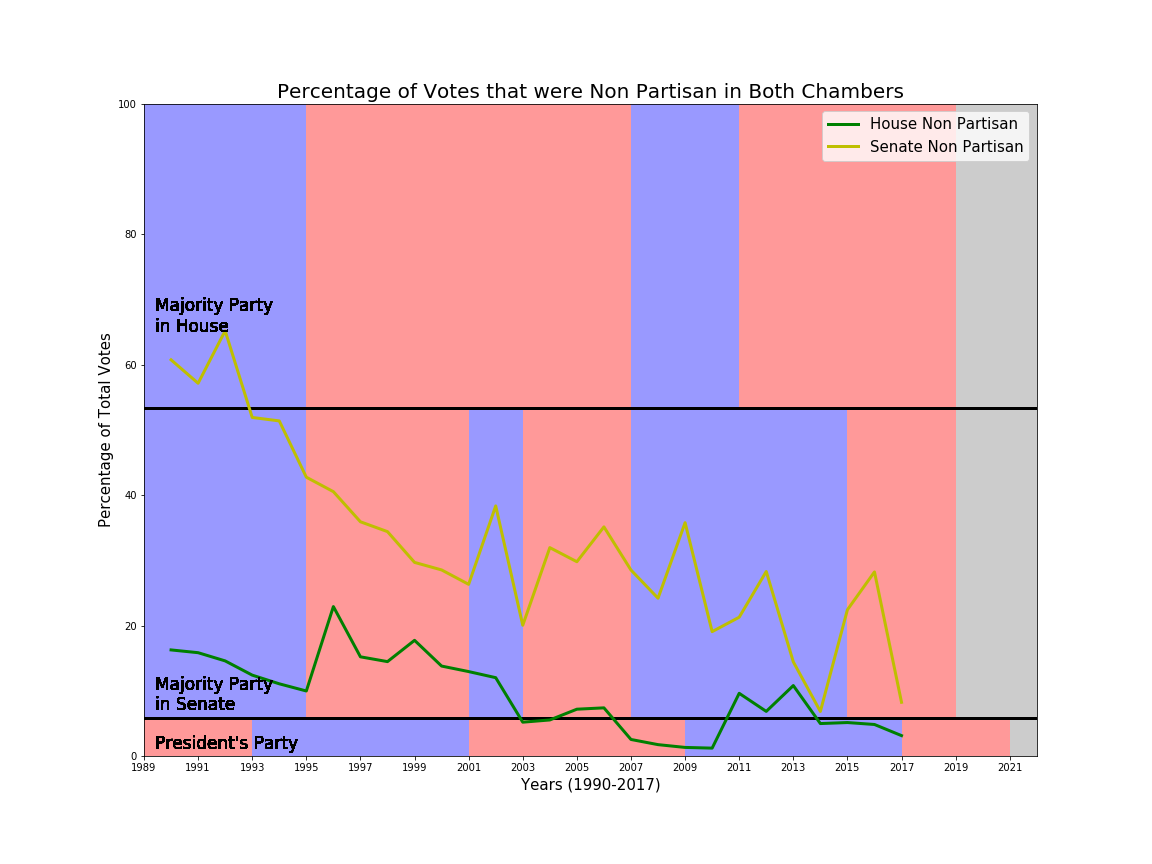 Percentage of Votes that were Non Partisan in Both Chambers
100
80
60
40
20
0
Percentage of Total Votes
House Non Partisan
Senate Non Partisan
Majority Party
in House
Majority Party
in Senate
President's Party
1989 1991 1993 1995 1997 1999 2001 2003 2005 2007 2009 2011 2013 2015 2017 2019 2021
Years (1990-2017)